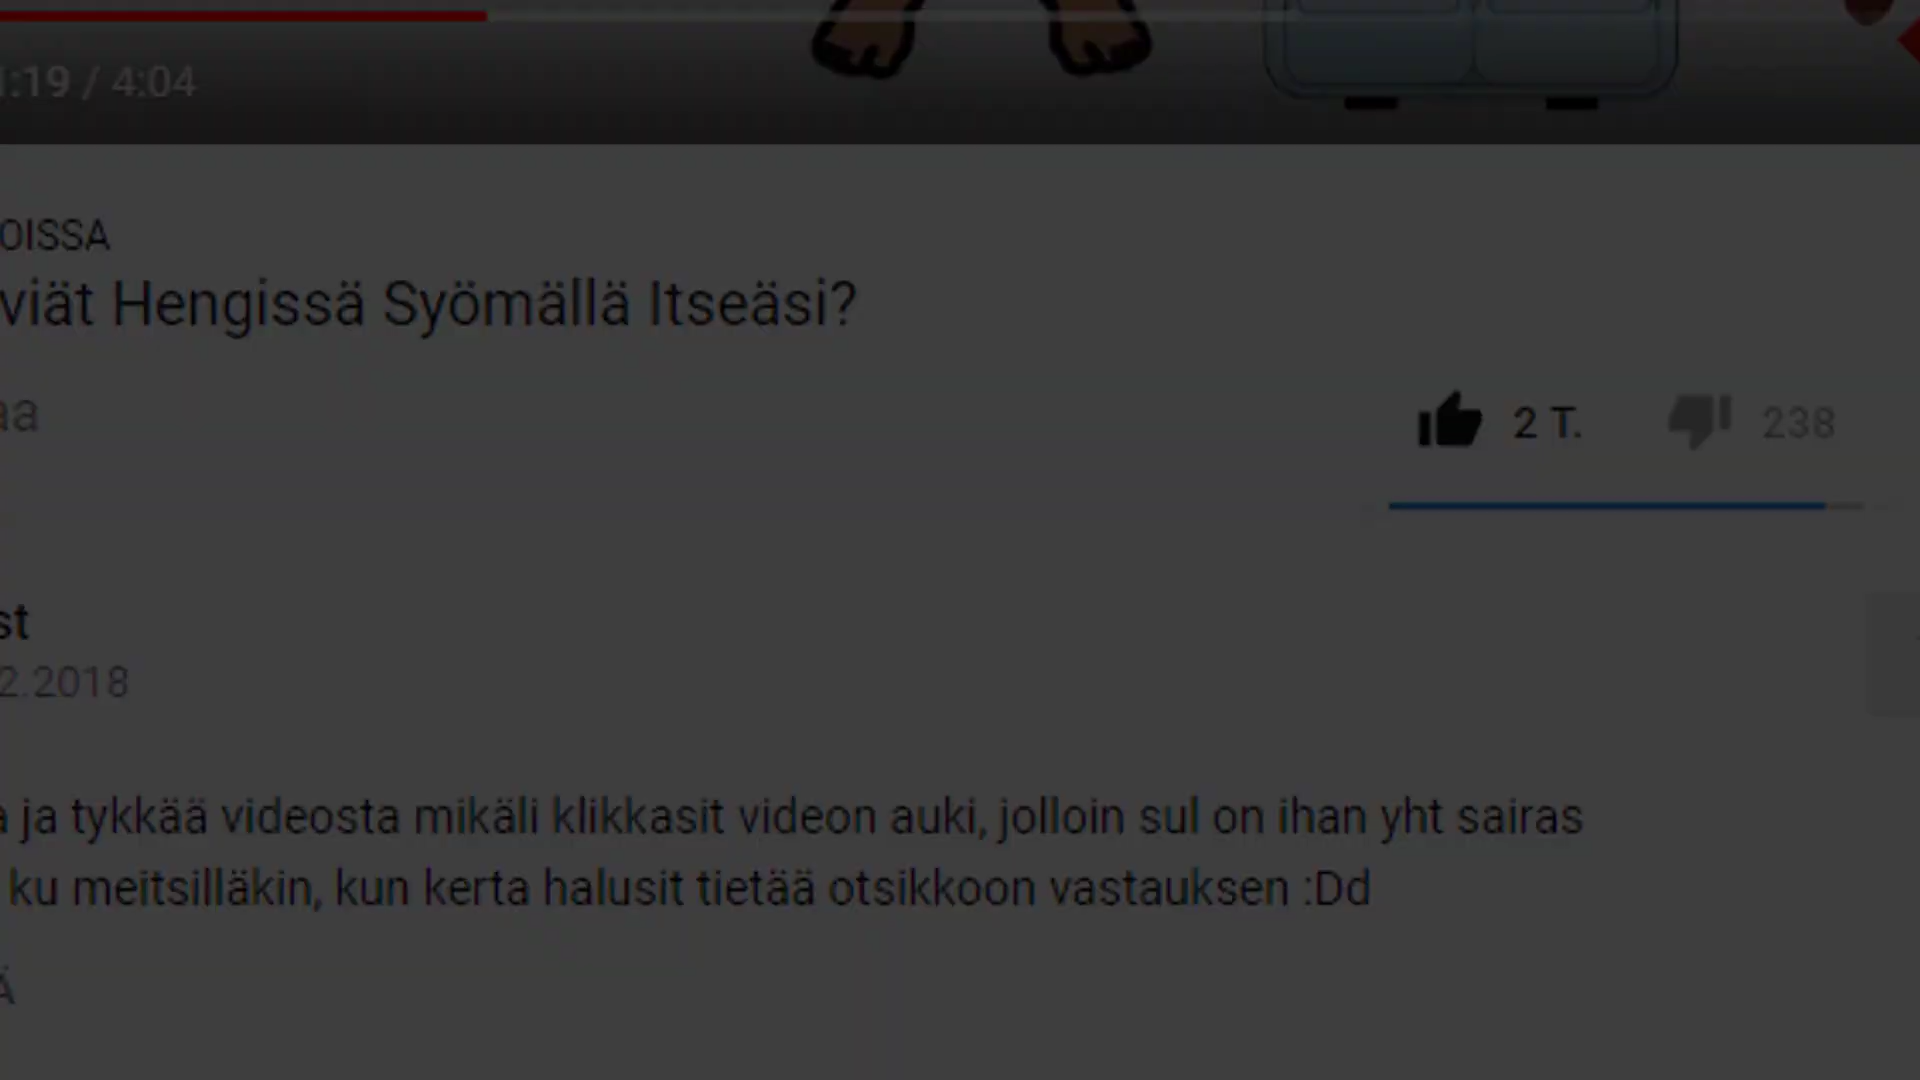 :19 / 4:04
OISSA
viät Hengissä Syömällä Itseäsi?
aa
2 T. 238
st
2.2018
ja tykkää videosta mikäli klikkasit videon auki, jolloin sul on ihan yht sairas
ku meitsilläkin, kun kerta halusit tietää otsikkoon vastauksen :Dd
Ä